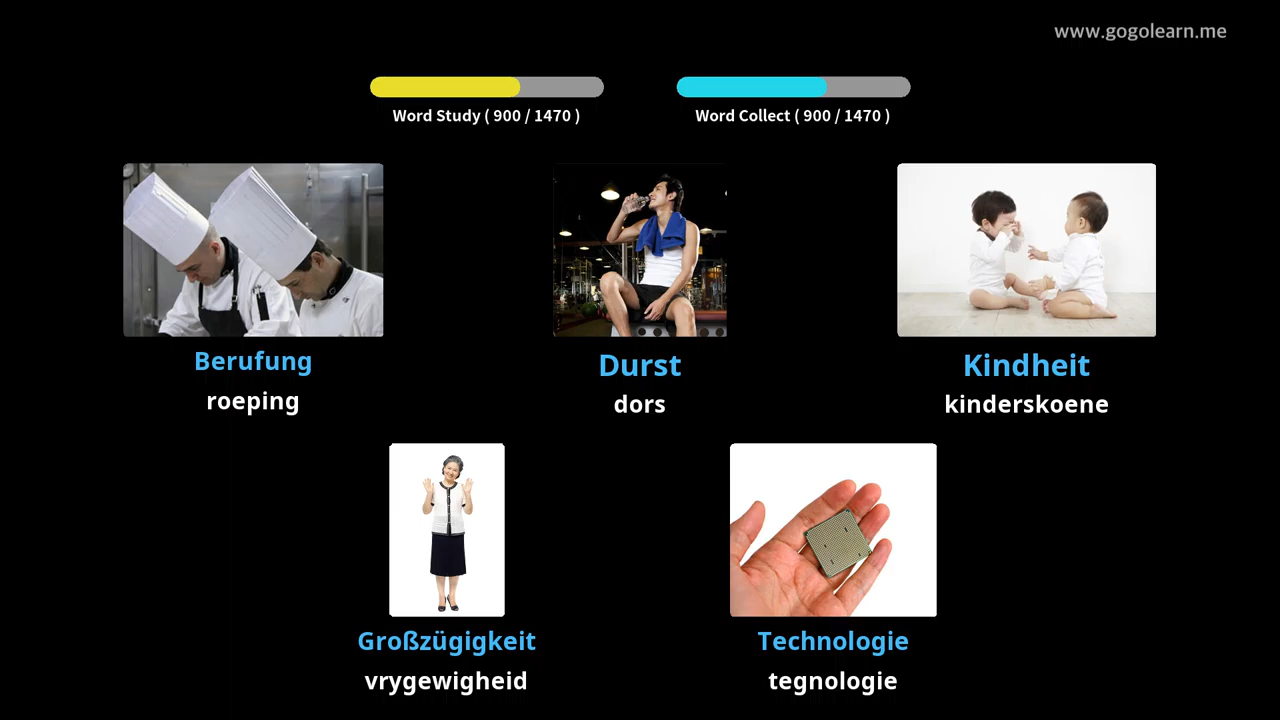 www.gogolearn.me
Word Study ( 900 / 1470 )
Word Collect ( 900 / 1470 )
Berufung
roeping
Durst
dors
Kindheit
kinderskoene
Großzügigkeit
vrygewigheid
Technologie
tegnologie